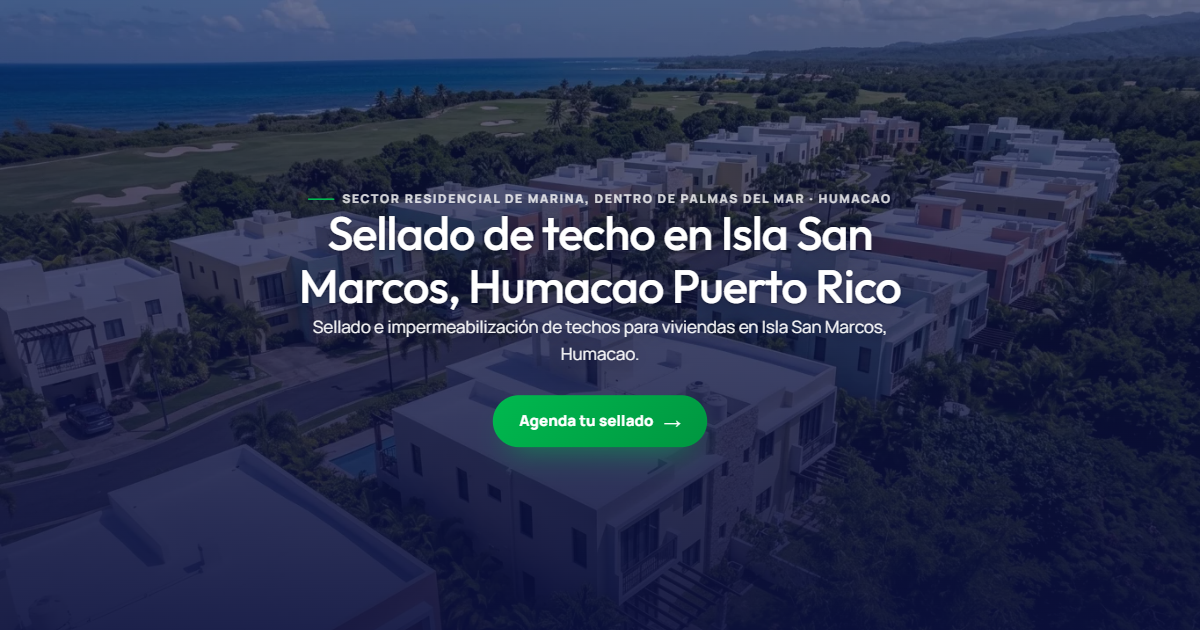 SECTOR RESIDENCIAL DE MARINA, DENTRO DE PALMAS DEL MAR · HUMACAO
Sellado de techo en Isla San
Marcos, Humacao Puerto Rico
Sellado e impermeabilización de techos para viviendas en Isla San Marcos,
Humacao.
Agenda tu sellado →